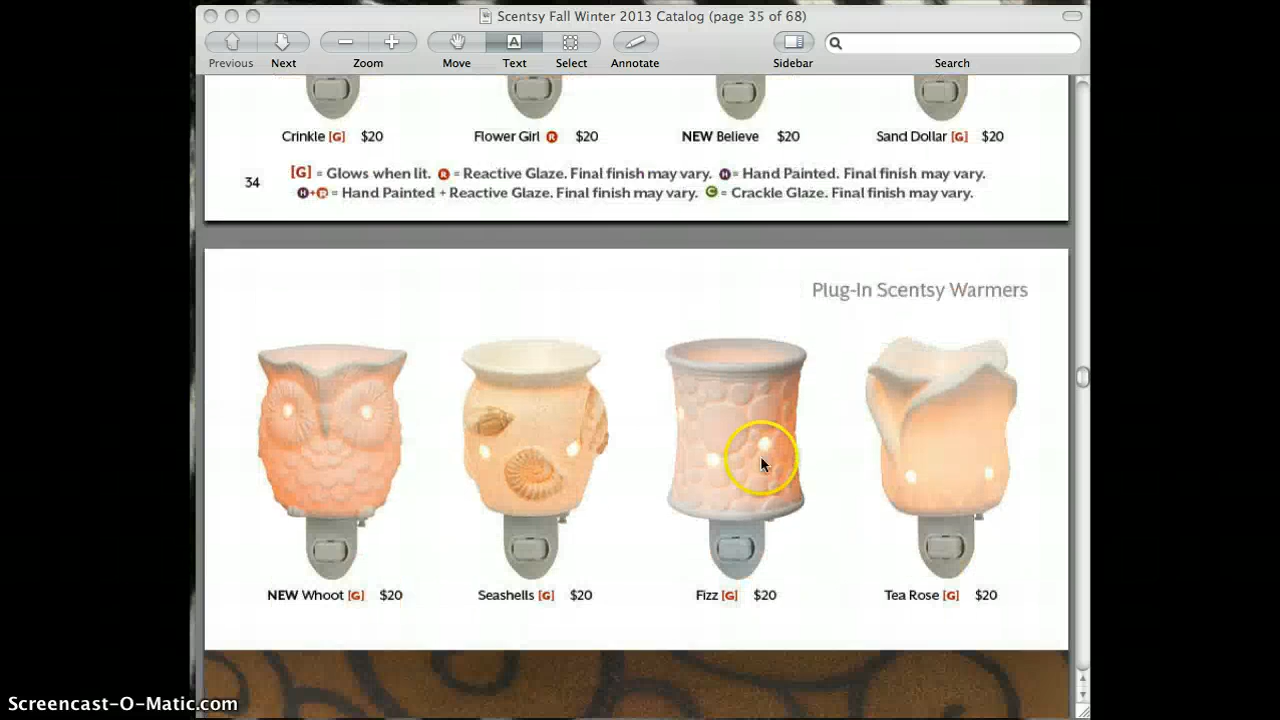 Scentsy Fall Winter 2013 Catalog (page 35 of 68)
Previous Next Zoom Move Text Select Annotate Sidebar Search
Crinkle [G] $20 Flower Girl R $20 NEW Believe $20 Sand Dollar [G] $20
34
[G] = Glows when lit. R = Reactive Glaze. Final finish may vary. H = Hand Painted. Final finish may vary.
H+R = Hand Painted + Reactive Glaze. Final finish may vary. C = Crackle Glaze. Final finish may vary.
Plug-In Scentsy Warmers
NEW Whoot [G] $20 Seashells [G] $20 Fizz [G] $20 Tea Rose [G] $20
Screencast-O-Matic.com